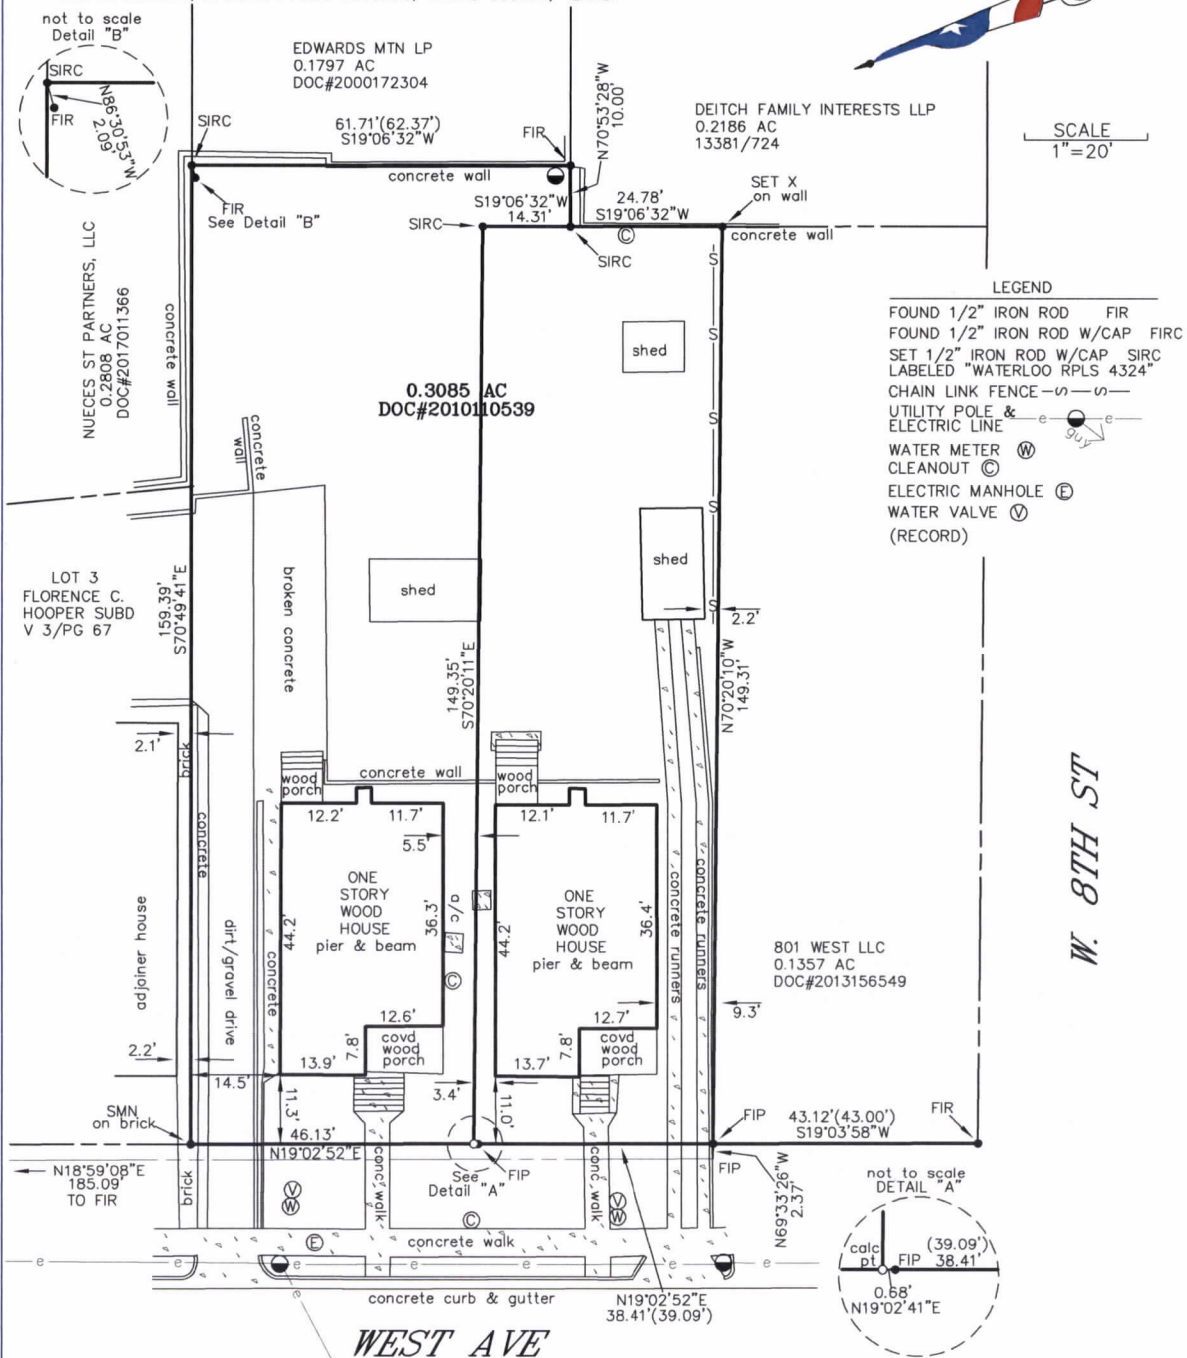 not to scale
Detail "B"
SIRC
FIR
N86°30'53"W
2.09'
EDWARDS MTN LP
0.1797 AC
DOC#2000172304
N70°53'28"W
10.00'
DEITCH FAMILY INTERESTS LLP
0.2186 AC
13381/724
SCALE
1"=20'
SIRC
61.71'(62.37')
S19°06'32"W
FIR
concrete wall
FIR
See Detail "B"
SIRC
S19°06'32"W
14.31'
24.78'
S19°06'32"W
SET X
on wall
concrete wall
C
SIRC
NUECES ST PARTNERS, LLC
0.2808 AC
DOC#2017011366
concrete wall
S
S
S
S
S
shed
0.3085 AC
DOC#2010110539
LEGEND
FOUND 1/2" IRON ROD FIR
FOUND 1/2" IRON ROD W/CAP FIRC
SET 1/2" IRON ROD W/CAP SIRC
LABELED "WATERLOO RPLS 4324"
CHAIN LINK FENCE —S—S—
UTILITY POLE &
ELECTRIC LINE e e
guy
WATER METER W
CLEANOUT C
ELECTRIC MANHOLE E
WATER VALVE V
(RECORD)
concrete
wall
LOT 3
FLORENCE C.
HOOPER SUBD
V 3/PG 67
159.39'
S70°49'41"E
broken concrete
shed
shed
2.2'
149.35'
S70°20'11"E
N70°20'10"W
149.31'
2.1'
brick
concrete
wood
porch
concrete wall
wood
porch
12.2'
11.7'
5.5'
12.1'
11.7'
ONE
STORY
WOOD
HOUSE
pier & beam
44.2'
36.3'
a/c
C
ONE
STORY
WOOD
HOUSE
pier & beam
44.2'
36.4'
concrete runners
concrete runners
W. 8TH ST
801 WEST LLC
0.1357 AC
DOC#2013156549
9.3'
adjoiner house
dirt/gravel drive
concrete
12.6'
7.8'
covd
wood
porch
13.9'
12.7'
7.8'
covd
wood
porch
13.7'
2.2'
14.5'
11.3'
3.4'
11.0'
SMN
on brick
46.13'
N19°02'52"E
FIP
43.12'(43.00')
S19°03'58"W
FIR
N18°59'08"E
185.09'
TO FIR
brick
See
Detail "A"
FIP
FIP
N69°33'26"W
2.37'
conc walk
conc walk
V
W
V
W
C
E
concrete walk
e
e
e
e
e
e
e
concrete curb & gutter
N19°02'52"E
38.41'(39.09')
WEST AVE
not to scale
DETAIL "A"
calc
pt
FIP
(39.09')
38.41'
0.68'
N19°02'41"E